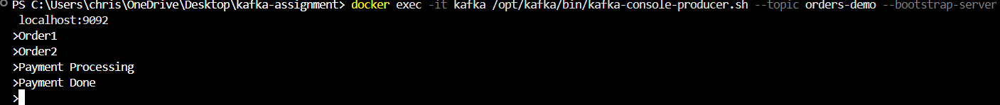 PS C:\Users\chris\OneDrive\Desktop\kafka-assignment> docker exec -it kafka /opt/kafka/bin/kafka-console-producer.sh --topic orders-demo --bootstrap-server
localhost:9092
>Order1
>Order2
>Payment Processing
>Payment Done
>